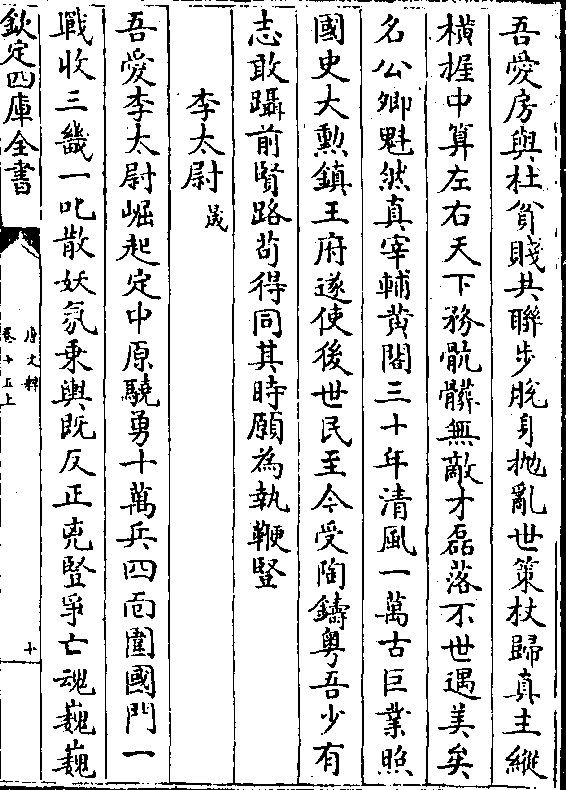 吾愛房與杜貧賤共聯步脫身抛亂世策杖歸真主縱
橫握中算左右天下務骯髒無敵才磊落不世遇美矣
名公卿魁然真宰輔黃閣三十年清風一萬古巨業照
國史大勲鎮王府遂使後世民至今受陶鑄粤吾少有
志敢躡前賢路茍得同其時願為執鞭豎
李太尉晟
吾愛李太尉崛起定中原驍勇十萬兵四面圍國門一
戰收三畿一叱散妖氛乗輿既反正兇豎爭亡魂巍巍
欽定四庫全書
唐文粹
卷十五上
十